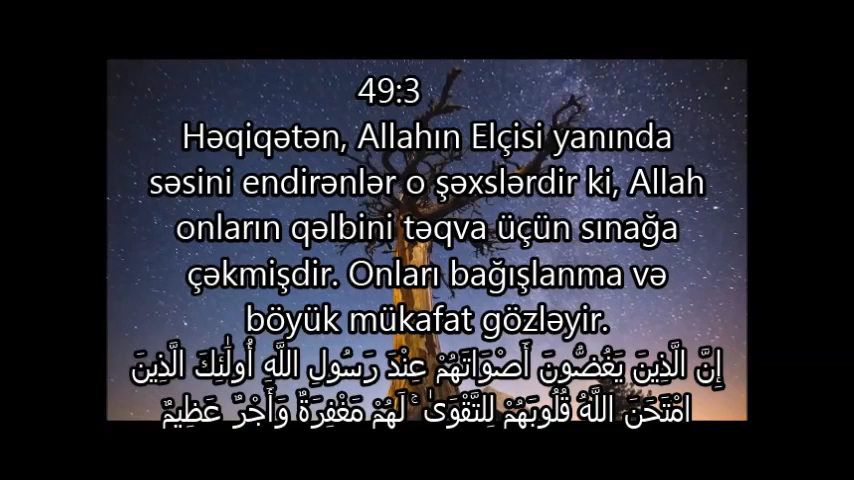 49:3
Həqiqətən, Allahın Elçisi yanında
səsini endirənlər o şəxslərdir ki, Allah
onların qəlbini təqva üçün sınağa
çəkmişdir. Onları bağışlanma və
böyük mükafat gözləyir.
إِنَّ الَّذِينَ يَغُضُّونَ أَصْوَاتَهُمْ عِنْدَ رَسُولِ اللَّهِ أُولَٰئِكَ الَّذِينَ
امْتَحَنَ اللَّهُ قُلُوبَهُمْ لِلتَّقْوَىٰ ۚ لَهُمْ مَغْفِرَةٌ وَأَجْرٌ عَظِيمٌ